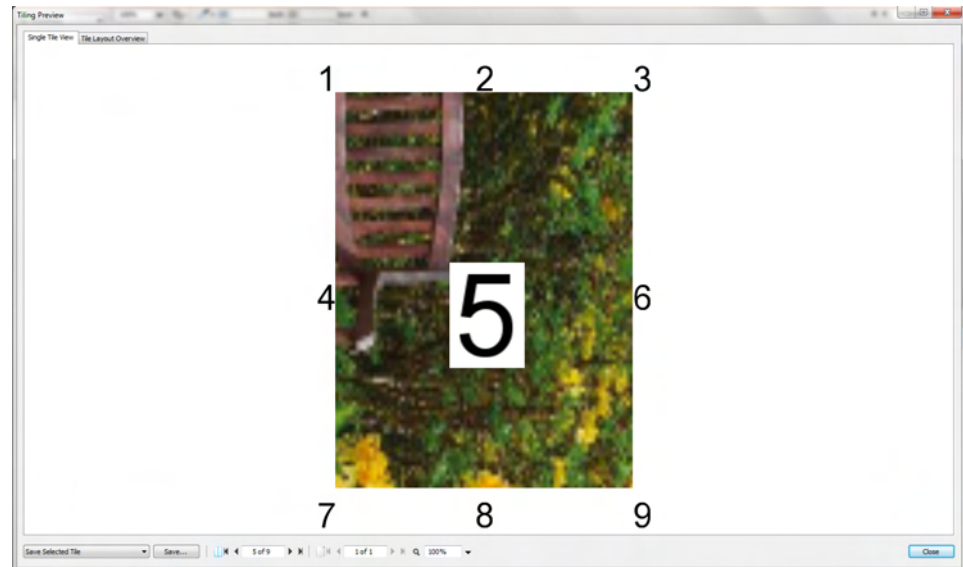 Tiling Preview
Single Tile View Tile Layout Overview
1 2 3
4 5 6
7 8 9
Save Selected Tile Save... 5 of 9 1 of 1 100% Close